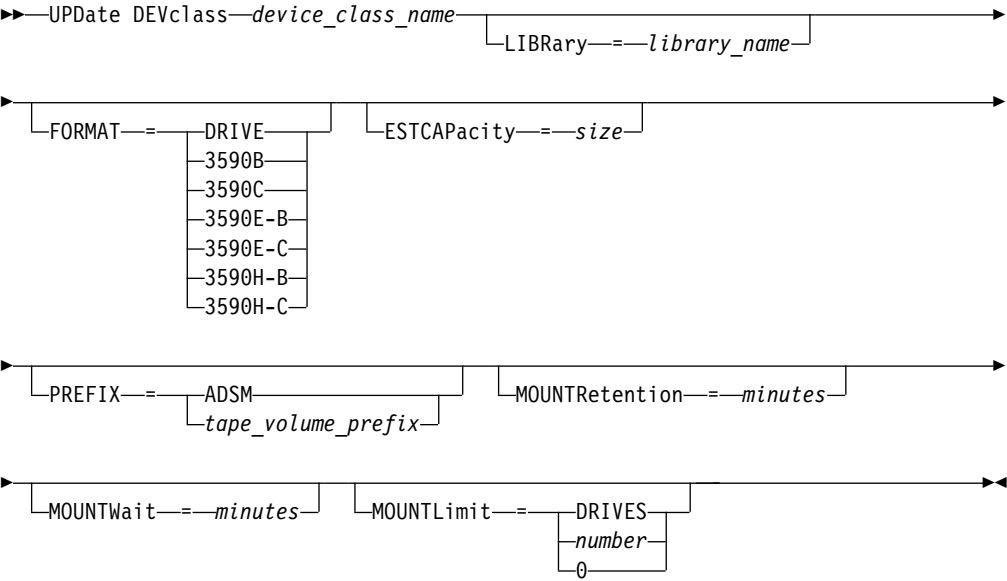 UPDate DEVclass device_class_name
LIBRary = library_name
FORMAT = DRIVE
3590B
3590C
3590E-B
3590E-C
3590H-B
3590H-C
ESTCAPacity = size
PREFIX = ADSM
tape_volume_prefix
MOUNTRetention = minutes
MOUNTWait = minutes
MOUNTLimit = DRIVES
number
0